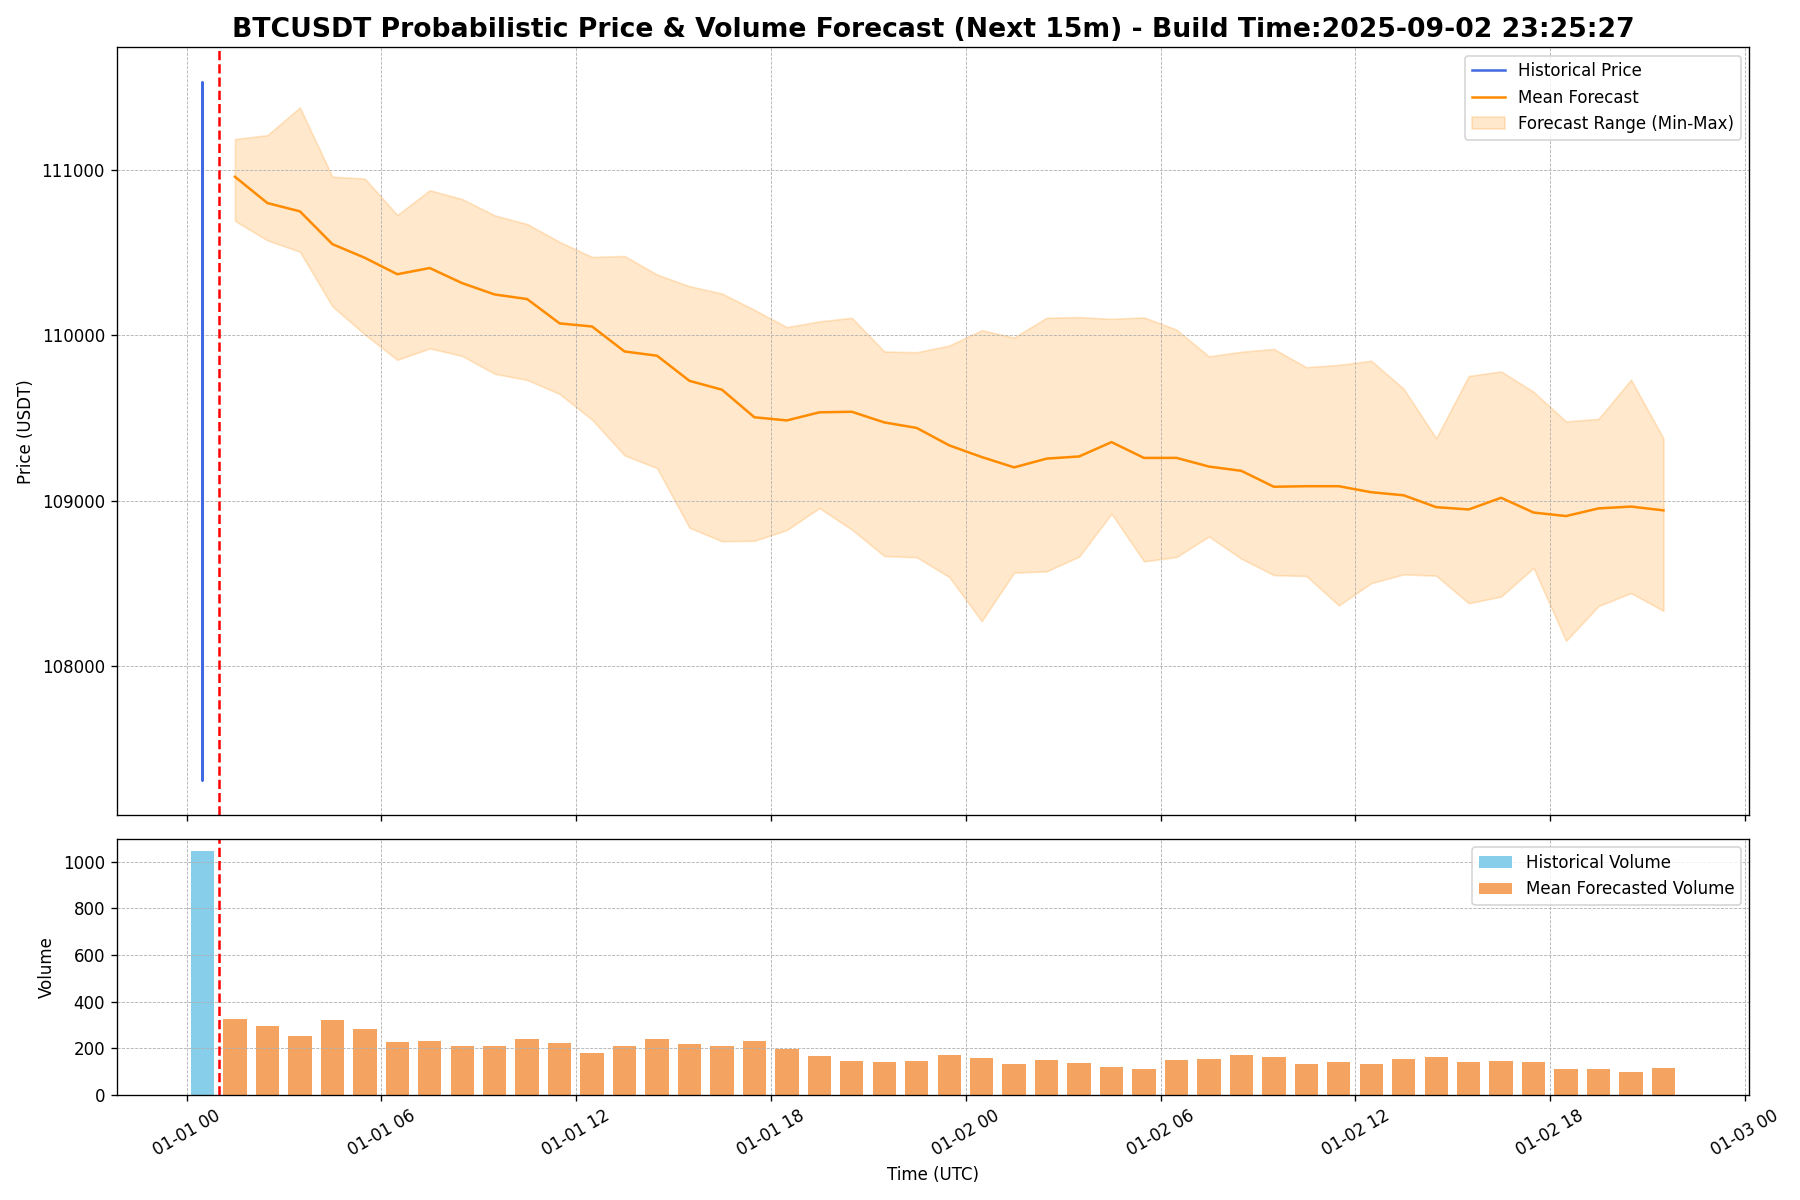 BTCUSDT Probabilistic Price & Volume Forecast (Next 15m) - Build Time:2025-09-02 23:25:27
Historical Price
Mean Forecast
Forecast Range (Min-Max)
111000
110000
109000
108000
Price (USDT)
Historical Volume
Mean Forecasted Volume
1000
800
600
400
200
0
Volume
01-01 00
01-01 06
01-01 12
01-01 18
01-02 00
01-02 06
01-02 12
01-02 18
01-03 00
Time (UTC)